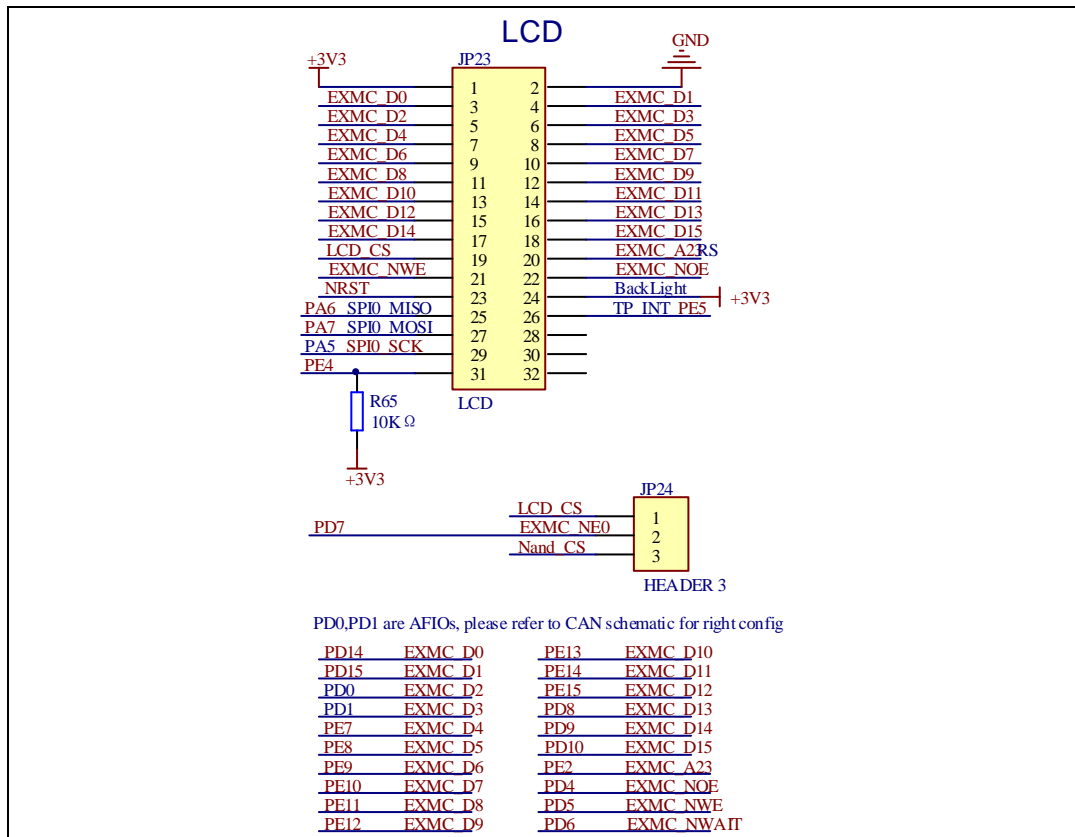 LCD
GND
+3V3 JP23
1 2
EXMC_D0 3 4 EXMC_D1
EXMC_D2 5 6 EXMC_D3
EXMC_D4 7 8 EXMC_D5
EXMC_D6 9 10 EXMC_D7
EXMC_D8 11 12 EXMC_D9
EXMC_D10 13 14 EXMC_D11
EXMC_D12 15 16 EXMC_D13
EXMC_D14 17 18 EXMC_D15
LCD_CS 19 20 EXMC_A23 RS
EXMC_NWE 21 22 EXMC_NOE
NRST 23 24 BackLight +3V3
PA6 SPI0_MISO 25 26 TP_INT PE5
PA7 SPI0_MOSI 27 28
PA5 SPI0_SCK 29 30
PE4 31 32
R65 LCD
10KΩ
+3V3
JP24
LCD_CS 1
PD7 EXMC_NE0 2
Nand_CS 3
HEADER 3
PD0,PD1 are AFIOs, please refer to CAN schematic for right config
PD14 EXMC_D0 PE13 EXMC_D10
PD15 EXMC_D1 PE14 EXMC_D11
PD0 EXMC_D2 PE15 EXMC_D12
PD1 EXMC_D3 PD8 EXMC_D13
PE7 EXMC_D4 PD9 EXMC_D14
PE8 EXMC_D5 PD10 EXMC_D15
PE9 EXMC_D6 PE2 EXMC_A23
PE10 EXMC_D7 PD4 EXMC_NOE
PE11 EXMC_D8 PD5 EXMC_NWE
PE12 EXMC_D9 PD6 EXMC_NWAIT